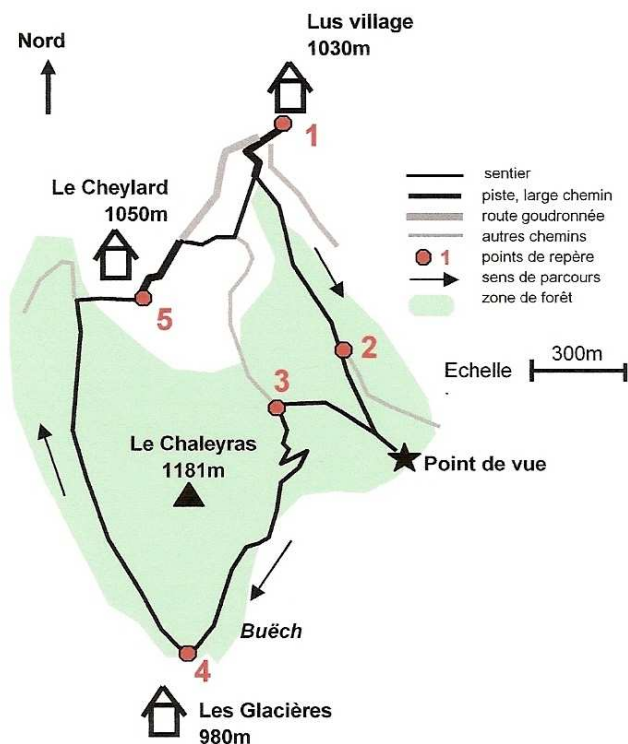 Lus village
1030m
Nord
1
Le Cheylard
1050m
sentier
piste, large chemin
route goudronnée
autres chemins
1 points de repère
sens de parcours
zone de forêt
5
2
Echelle 300m
3
Le Chaleyras
1181m
Point de vue
Buëch
4
Les Glacières
980m